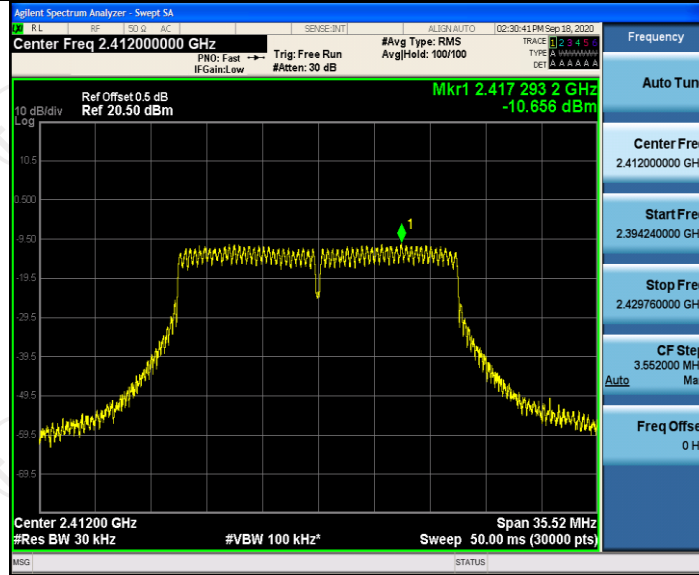 Agilent Spectrum Analyzer - Swept SA
RL RF 50 Ω AC SENSE:INT ALIGN AUTO 02:30:41 PM Sep 18, 2020
Center Freq 2.412000000 GHz #Avg Type: RMS TRACE 1 2 3 4 5 6
PNO: Fast Trig: Free Run Avg|Hold: 100/100 TYPE A WWWWW
IFGain:Low #Atten: 30 dB DET A A A A A A
Frequency
Auto Tun
Mkr1 2.417 293 2 GHz
Ref Offset 0.5 dB
10 dB/div Ref 20.50 dBm -10.656 dBm
Log
10.5
0.500
-9.50
-19.5
-29.5
-39.5
-49.5
-59.5
-69.5
1
Center Fre
2.412000000 GH
Start Fre
2.394240000 GH
Stop Fre
2.429760000 GH
CF Ste
3.552000 MH
Auto Ma
Freq Offse
0 H
Center 2.41200 GHz Span 35.52 MHz
#Res BW 30 kHz #VBW 100 kHz* Sweep 50.00 ms (30000 pts)
MSG STATUS